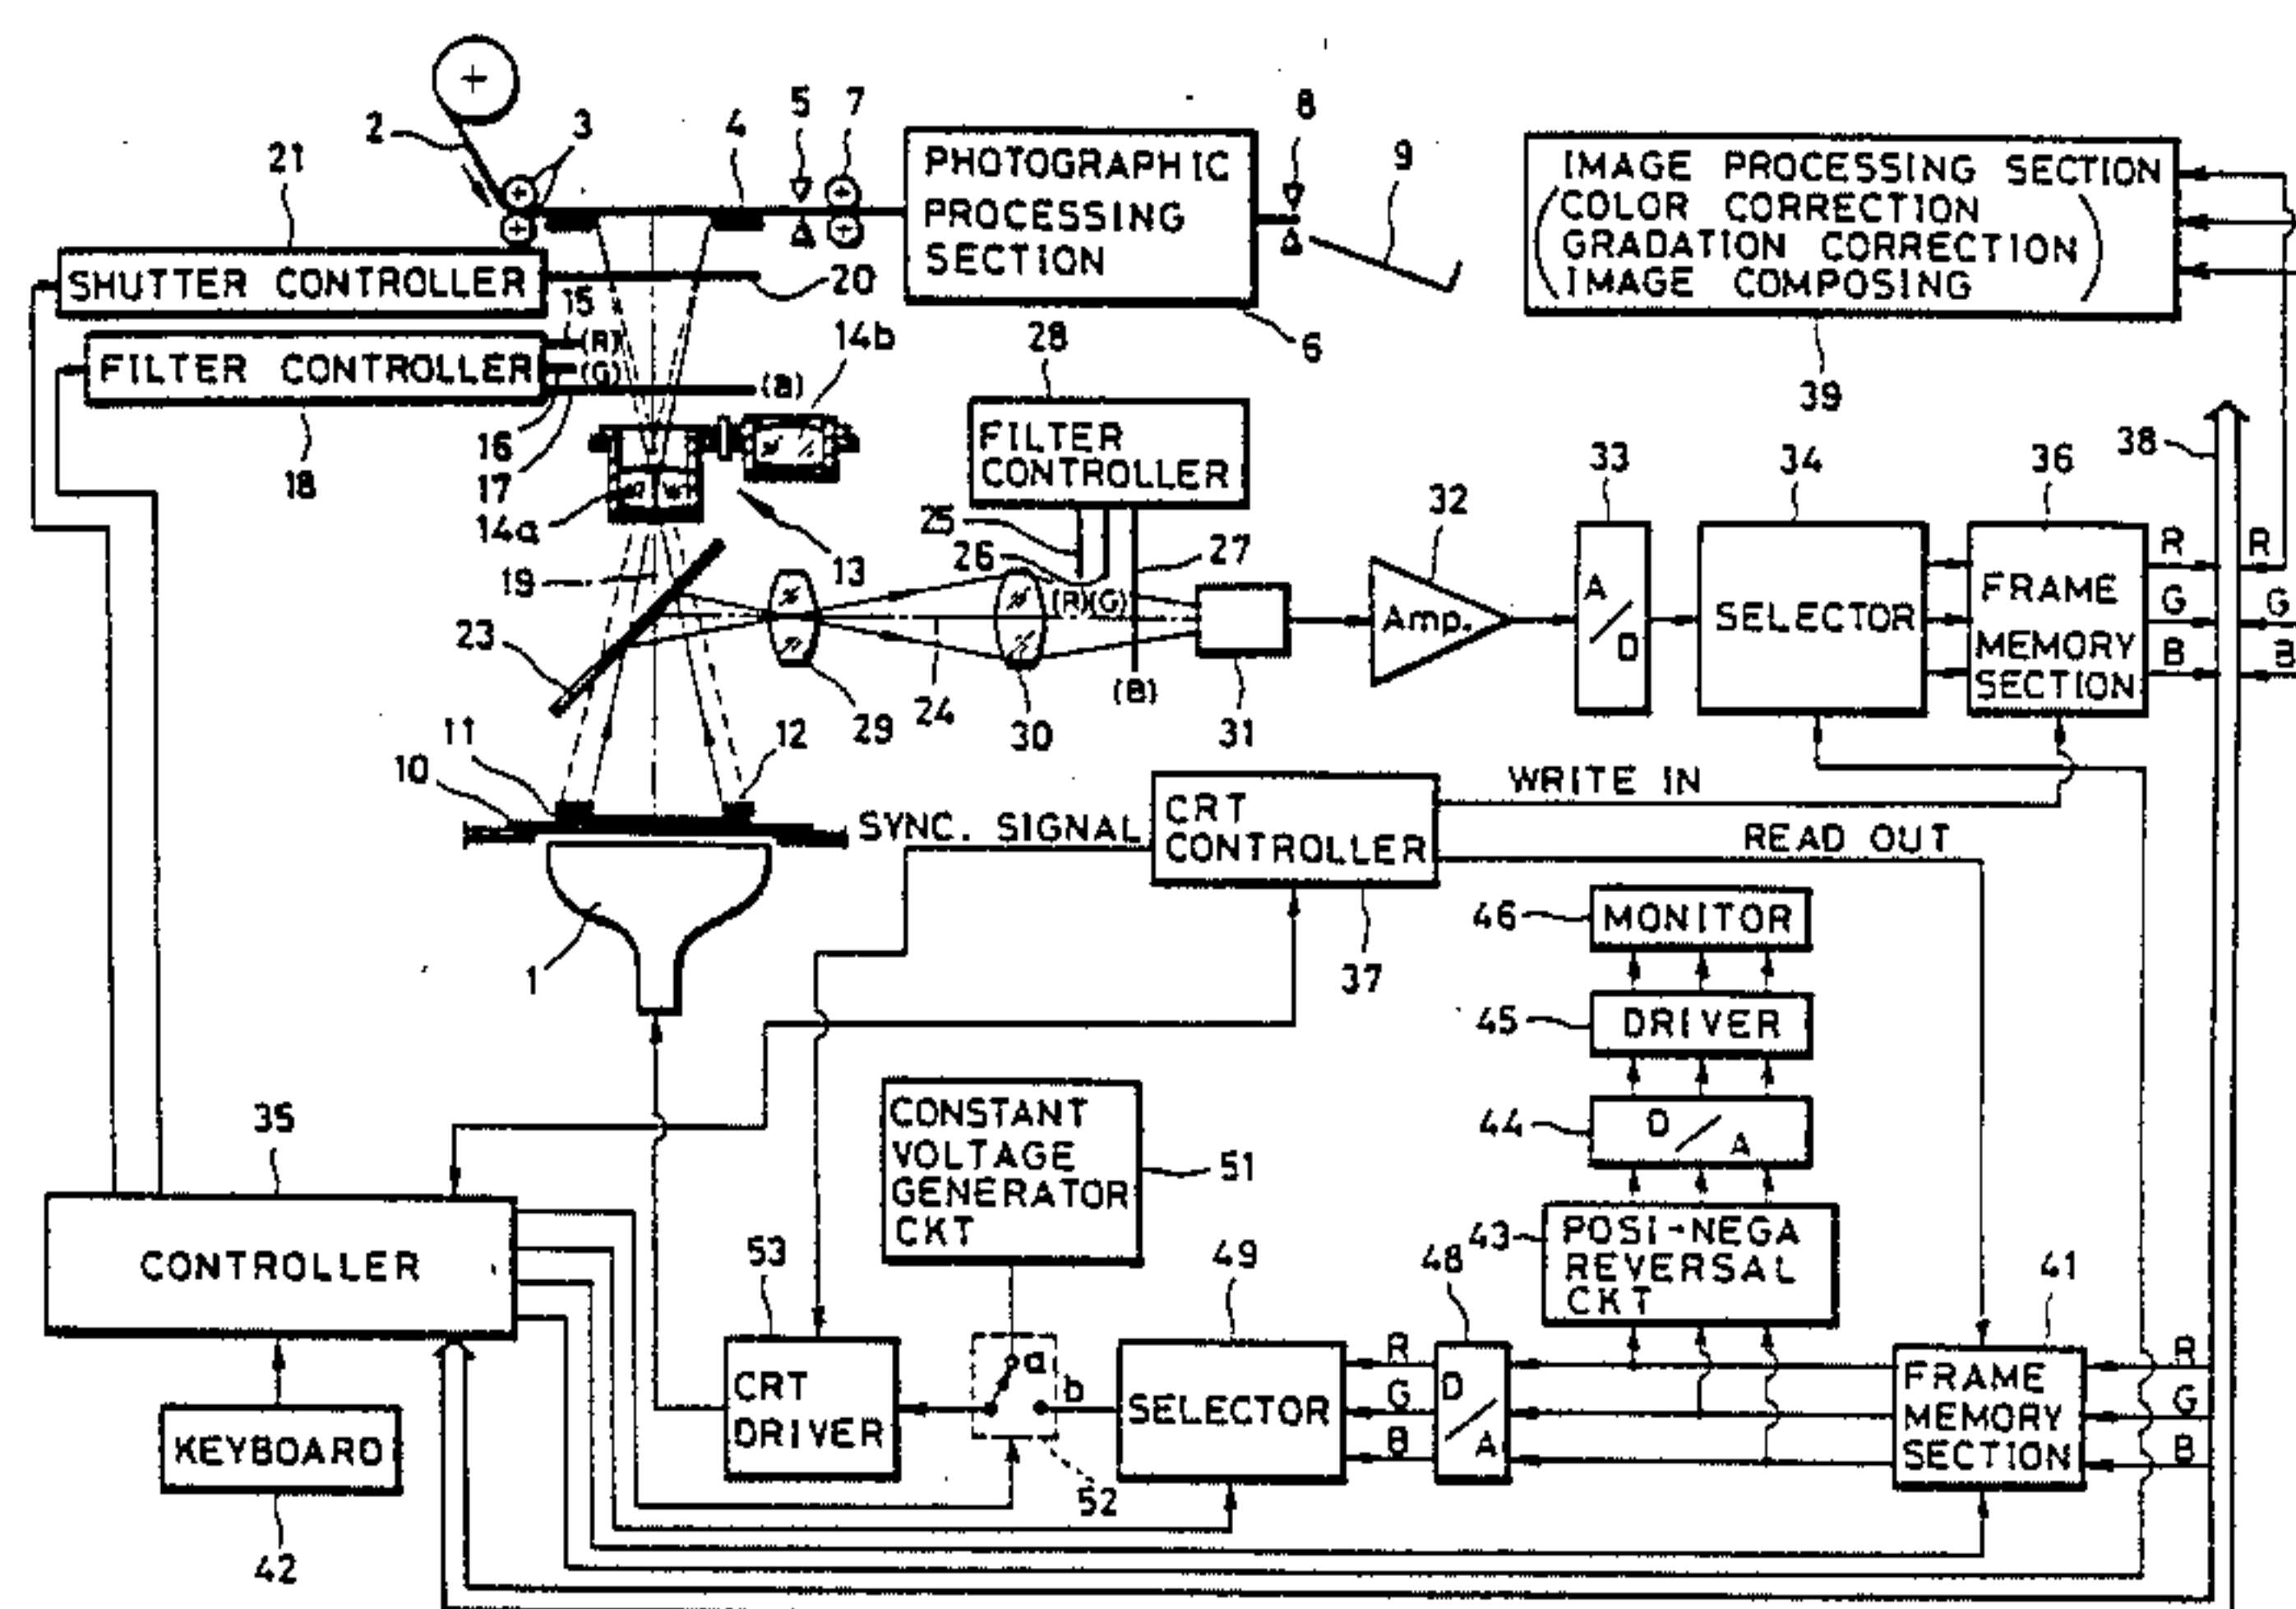 2
3
4
5
7
8
9
21
PHOTOGRAPHIC
PROCESSING
SECTION
6
IMAGE PROCESSING SECTION
COLOR CORRECTION
GRADATION CORRECTION
IMAGE COMPOSING
39
SHUTTER CONTROLLER
20
15
(R)
FILTER CONTROLLER
(G)
(B)
16
17
18
14b
14a
13
28
FILTER
CONTROLLER
25
26
27
(R)(G)
(B)
19
23
24
29
30
31
32
Amp.
33
A/D
34
SELECTOR
36
FRAME
MEMORY
SECTION
38
R
R
G
G
B
B
10
11
12
1
SYNC. SIGNAL
CRT
CONTROLLER
37
WRITE IN
READ OUT
46
MONITOR
45
DRIVER
44
D/A
43
POSI-NEGA
REVERSAL
CKT
35
CONTROLLER
KEYBOARD
42
CONSTANT
VOLTAGE
GENERATOR
CKT
51
53
CRT
DRIVER
a
b
52
49
SELECTOR
R
G
B
48
D/A
41
FRAME
MEMORY
SECTION
R
G
B